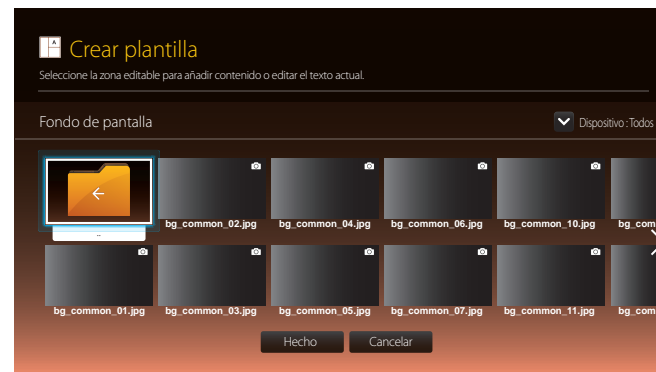 Crear plantilla
Seleccione la zona editable para añadir contenido o editar el texto actual.
Fondo de pantalla
Dispositivo : Todos
bg_common_02.jpg bg_common_04.jpg bg_common_06.jpg bg_common_10.jpg bg_com
..
bg_common_01.jpg bg_common_03.jpg bg_common_05.jpg bg_common_07.jpg bg_common_11.jpg bg_com
Hecho Cancelar